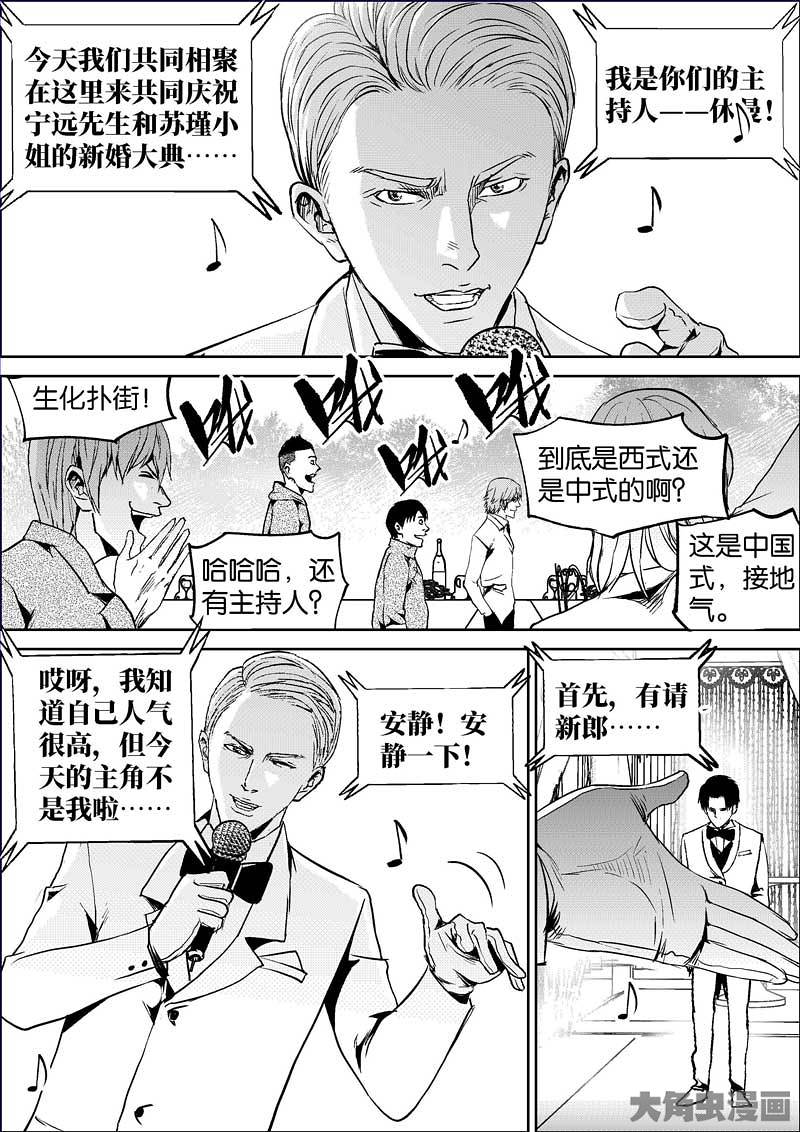 今天我们共同相聚
在这里来共同庆祝
宁远先生和苏瑾小
姐的新婚大典……
我是你们的主
持人——休曼！
生化扑街！
哦
哦
哦
哦
到底是西式还
是中式的啊？
哈哈哈，还
有主持人？
这是中国
式，接地
气。
哎呀，我知
道自己人气
很高，但今
天的主角不
是我啦……
安静！安
静一下！
首先，有请
新郎……
大角虫漫画